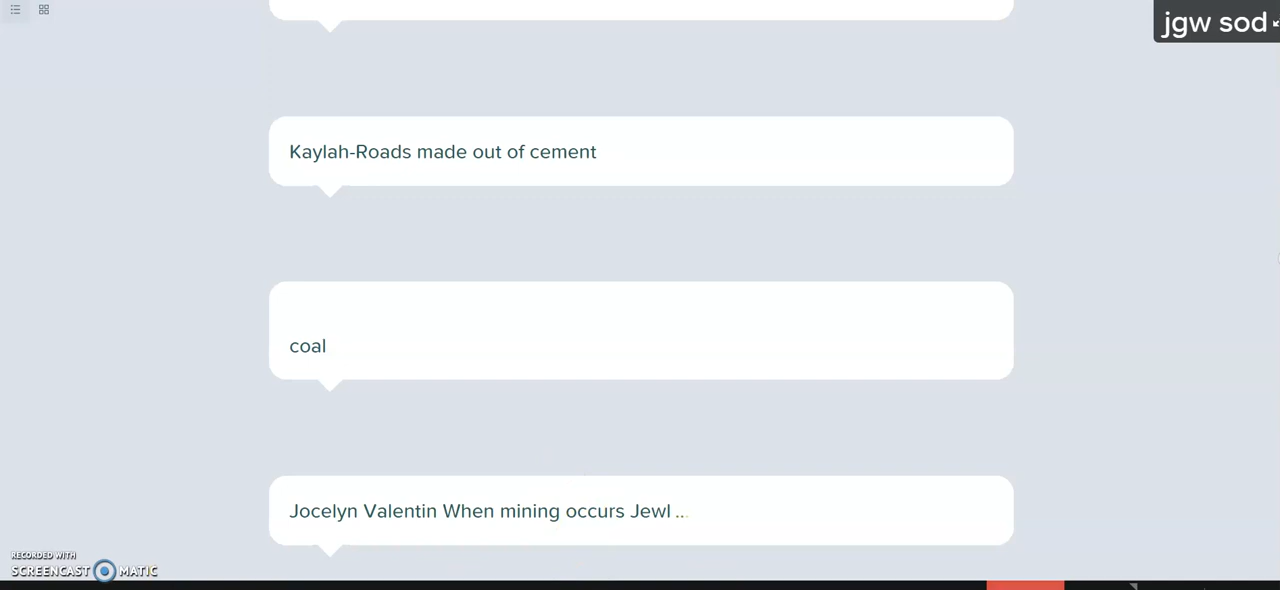 jgw sod
Kaylah-Roads made out of cement
coal
Jocelyn Valentin When mining occurs Jewl ...
RECORDED WITH
SCREENCAST MATIC